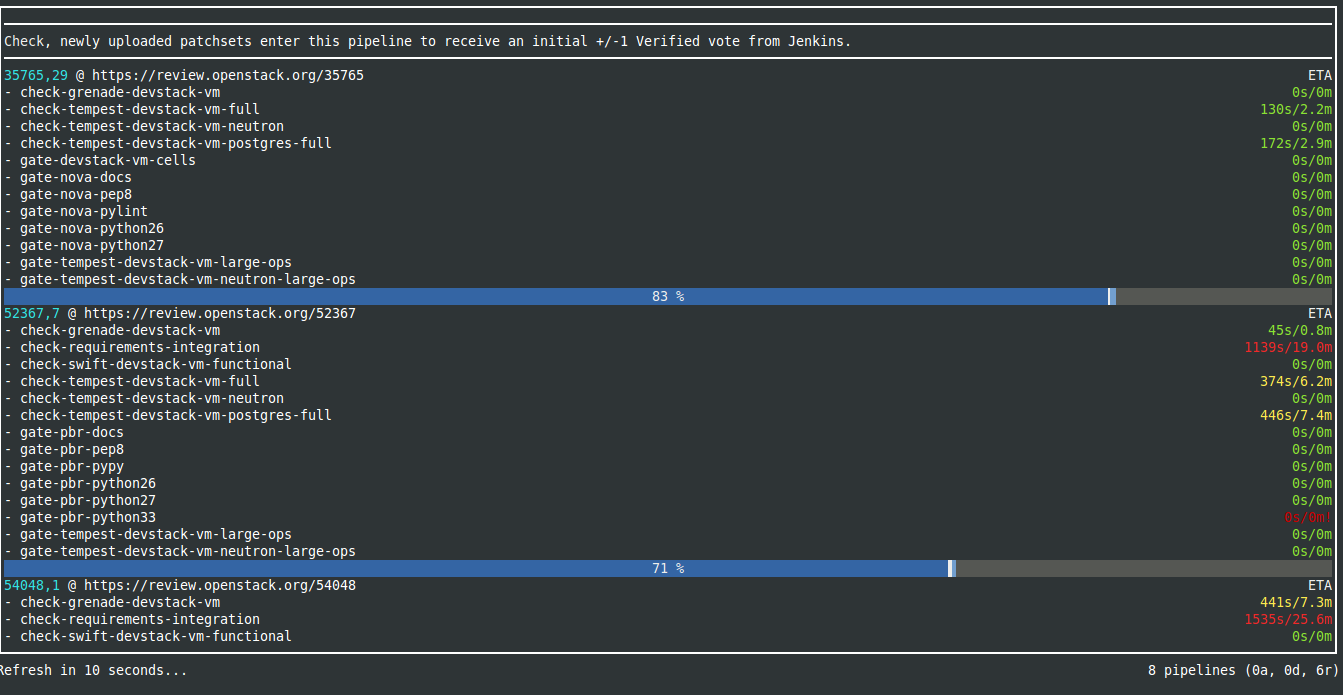 Check, newly uploaded patchsets enter this pipeline to receive an initial +/-1 Verified vote from Jenkins.
35765,29 @ https://review.openstack.org/35765 ETA
- check-grenade-devstack-vm 0s/0m
- check-tempest-devstack-vm-full 130s/2.2m
- check-tempest-devstack-vm-neutron 0s/0m
- check-tempest-devstack-vm-postgres-full 172s/2.9m
- gate-devstack-vm-cells 0s/0m
- gate-nova-docs 0s/0m
- gate-nova-pep8 0s/0m
- gate-nova-pylint 0s/0m
- gate-nova-python26 0s/0m
- gate-nova-python27 0s/0m
- gate-tempest-devstack-vm-large-ops 0s/0m
- gate-tempest-devstack-vm-neutron-large-ops 0s/0m
83 %
52367,7 @ https://review.openstack.org/52367 ETA
- check-grenade-devstack-vm 45s/0.8m
- check-requirements-integration 1139s/19.0m
- check-swift-devstack-vm-functional 0s/0m
- check-tempest-devstack-vm-full 374s/6.2m
- check-tempest-devstack-vm-neutron 0s/0m
- check-tempest-devstack-vm-postgres-full 446s/7.4m
- gate-pbr-docs 0s/0m
- gate-pbr-pep8 0s/0m
- gate-pbr-pypy 0s/0m
- gate-pbr-python26 0s/0m
- gate-pbr-python27 0s/0m
- gate-pbr-python33 0s/0m!
- gate-tempest-devstack-vm-large-ops 0s/0m
- gate-tempest-devstack-vm-neutron-large-ops 0s/0m
71 %
54048,1 @ https://review.openstack.org/54048 ETA
- check-grenade-devstack-vm 441s/7.3m
- check-requirements-integration 1535s/25.6m
- check-swift-devstack-vm-functional 0s/0m
Refresh in 10 seconds... 8 pipelines (0a, 0d, 6r)